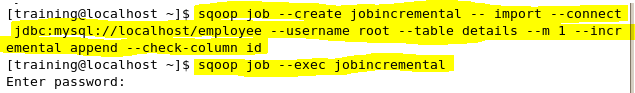 [training@localhost ~]$ sqoop job --create jobincremental -- import --connect
jdbc:mysql://localhost/employee --username root --table details --m 1 --incr
emental append --check-column id
[training@localhost ~]$ sqoop job --exec jobincremental
Enter password: